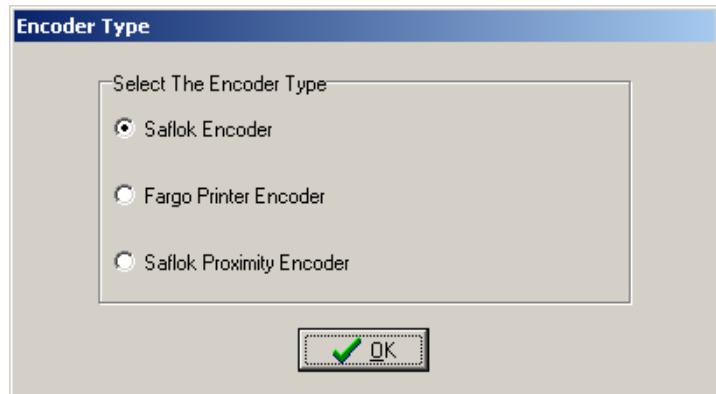 Encoder Type
Select The Encoder Type
Saflok Encoder
Fargo Printer Encoder
Saflok Proximity Encoder
OK